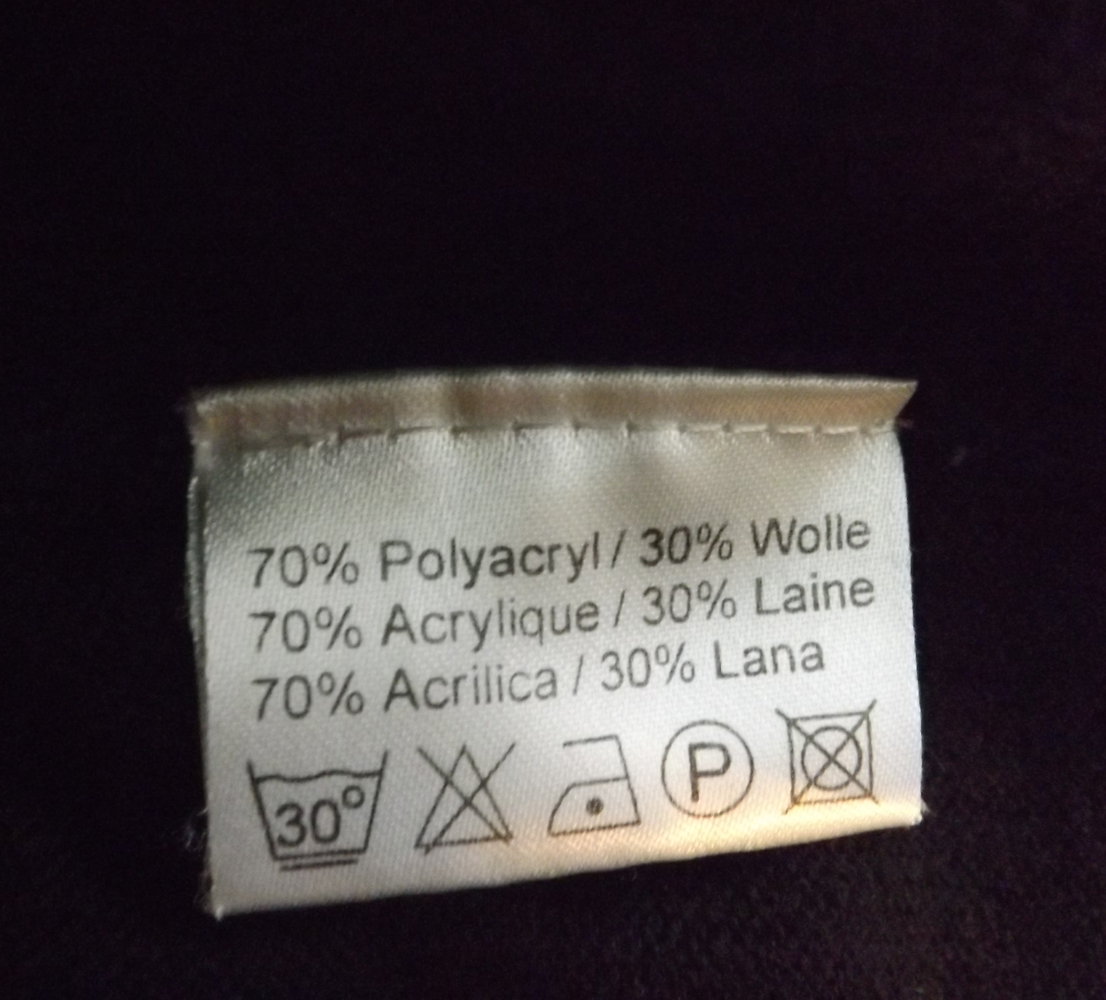 70% Polyacryl / 30% Wolle
70% Acrylique / 30% Laine
70% Acrilica / 30% Lana
30° P